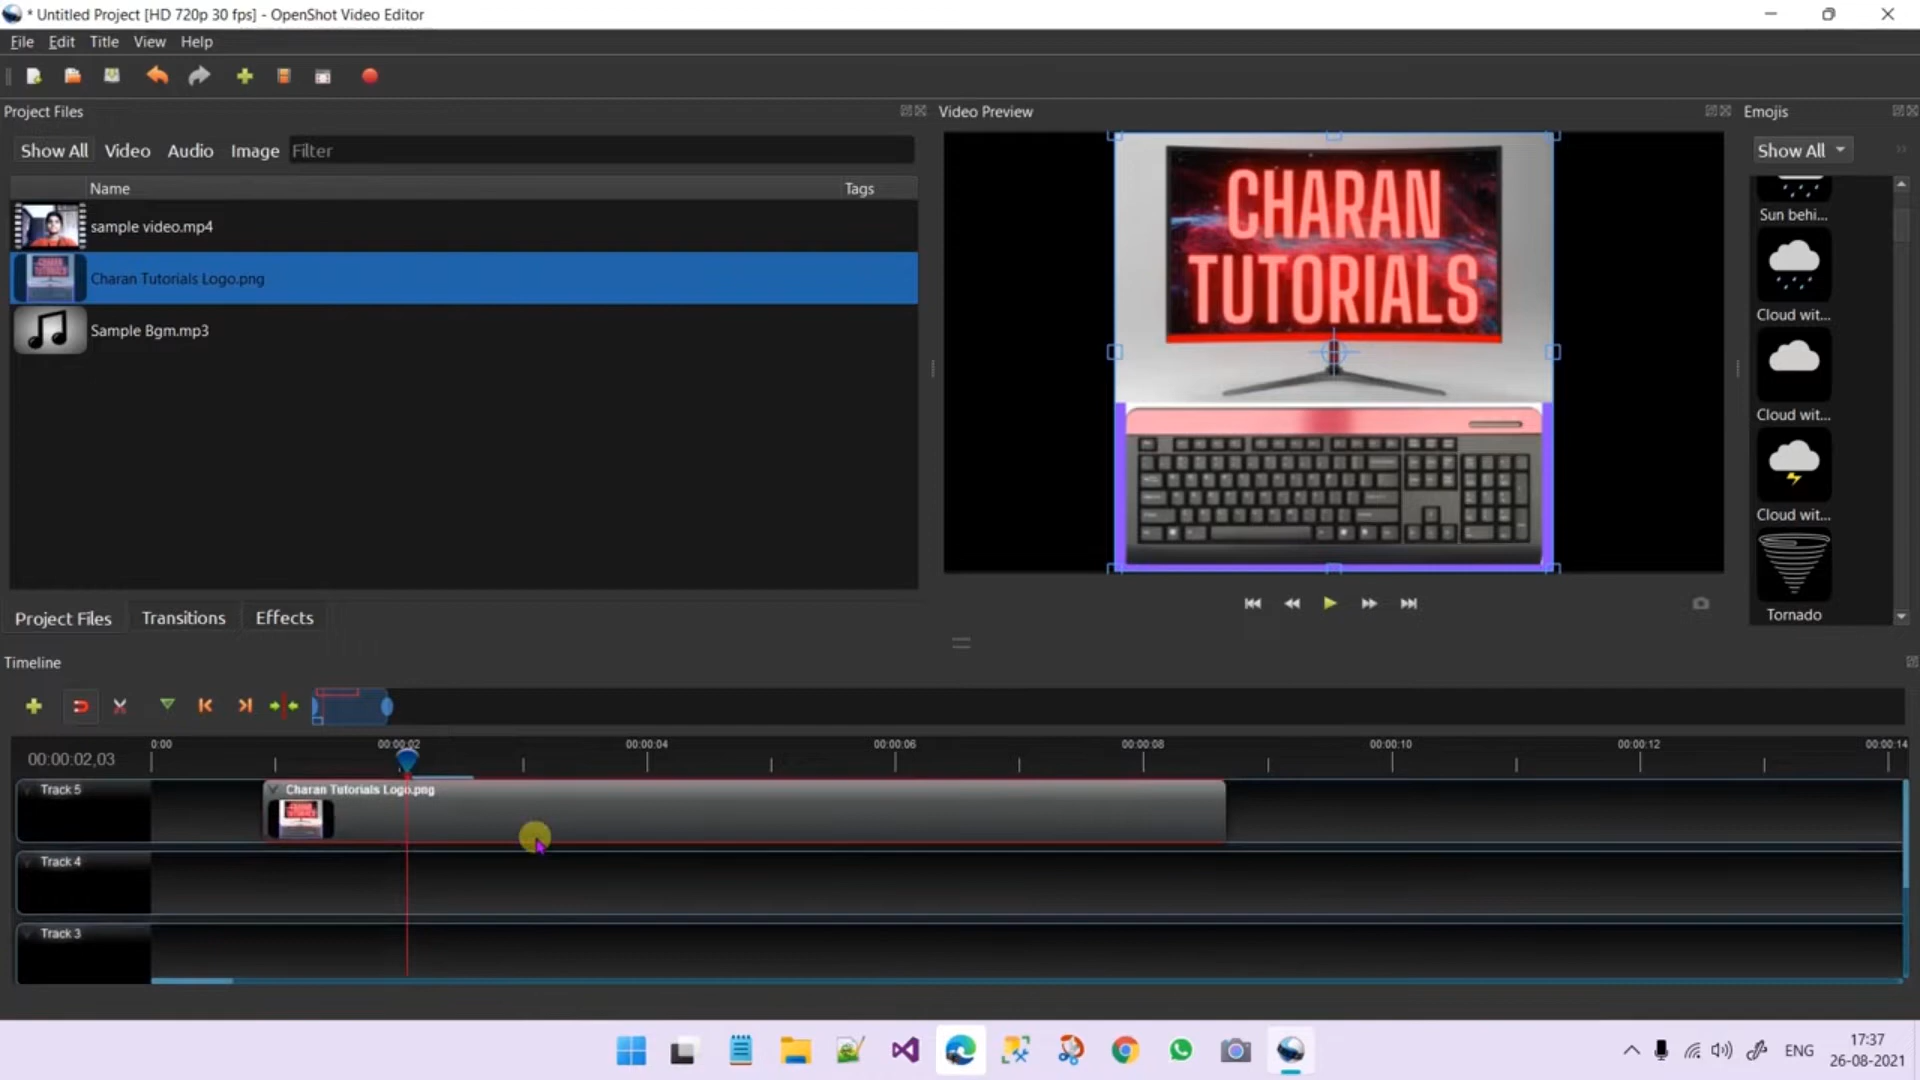 * Untitled Project [HD 720p 30 fps] - OpenShot Video Editor
File Edit Title View Help
Project Files
Video Preview
Emojis
Show All Video Audio Image Filter
Show All
Name Tags
sample video.mp4
Charan Tutorials Logo.png
Sample Bgm.mp3
CHARAN
TUTORIALS
Sun behi...
Cloud wit...
Cloud wit...
Cloud wit...
Tornado
Project Files Transitions Effects
Timeline
00:00:02,03
0:00 00:00:02 00:00:04 00:00:06 00:00:08 00:00:10 00:00:12 00:00:14
Track 5
Charan Tutorials Logo.png
Track 4
Track 3
ENG
17:37
26-08-2021